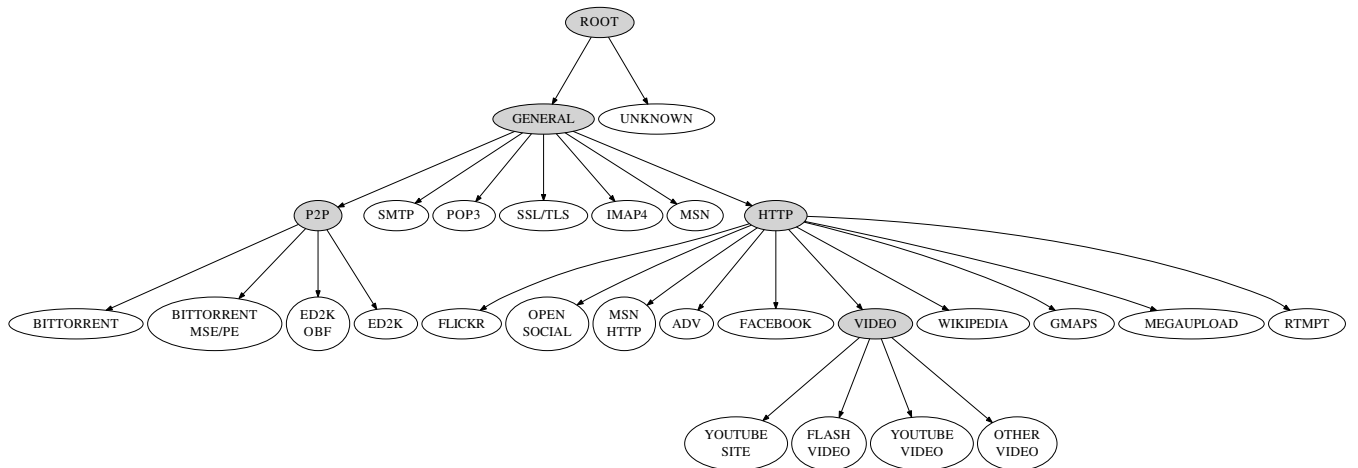 ROOT
GENERAL
UNKNOWN
P2P
SMTP
POP3
SSL/TLS
IMAP4
MSN
HTTP
BITTORRENT
BITTORRENT
MSE/PE
ED2K
OBF
ED2K
FLICKR
OPEN
SOCIAL
MSN
HTTP
ADV
FACEBOOK
VIDEO
WIKIPEDIA
GMAPS
MEGAUPLOAD
RTMPT
YOUTUBE
SITE
FLASH
VIDEO
YOUTUBE
VIDEO
OTHER
VIDEO